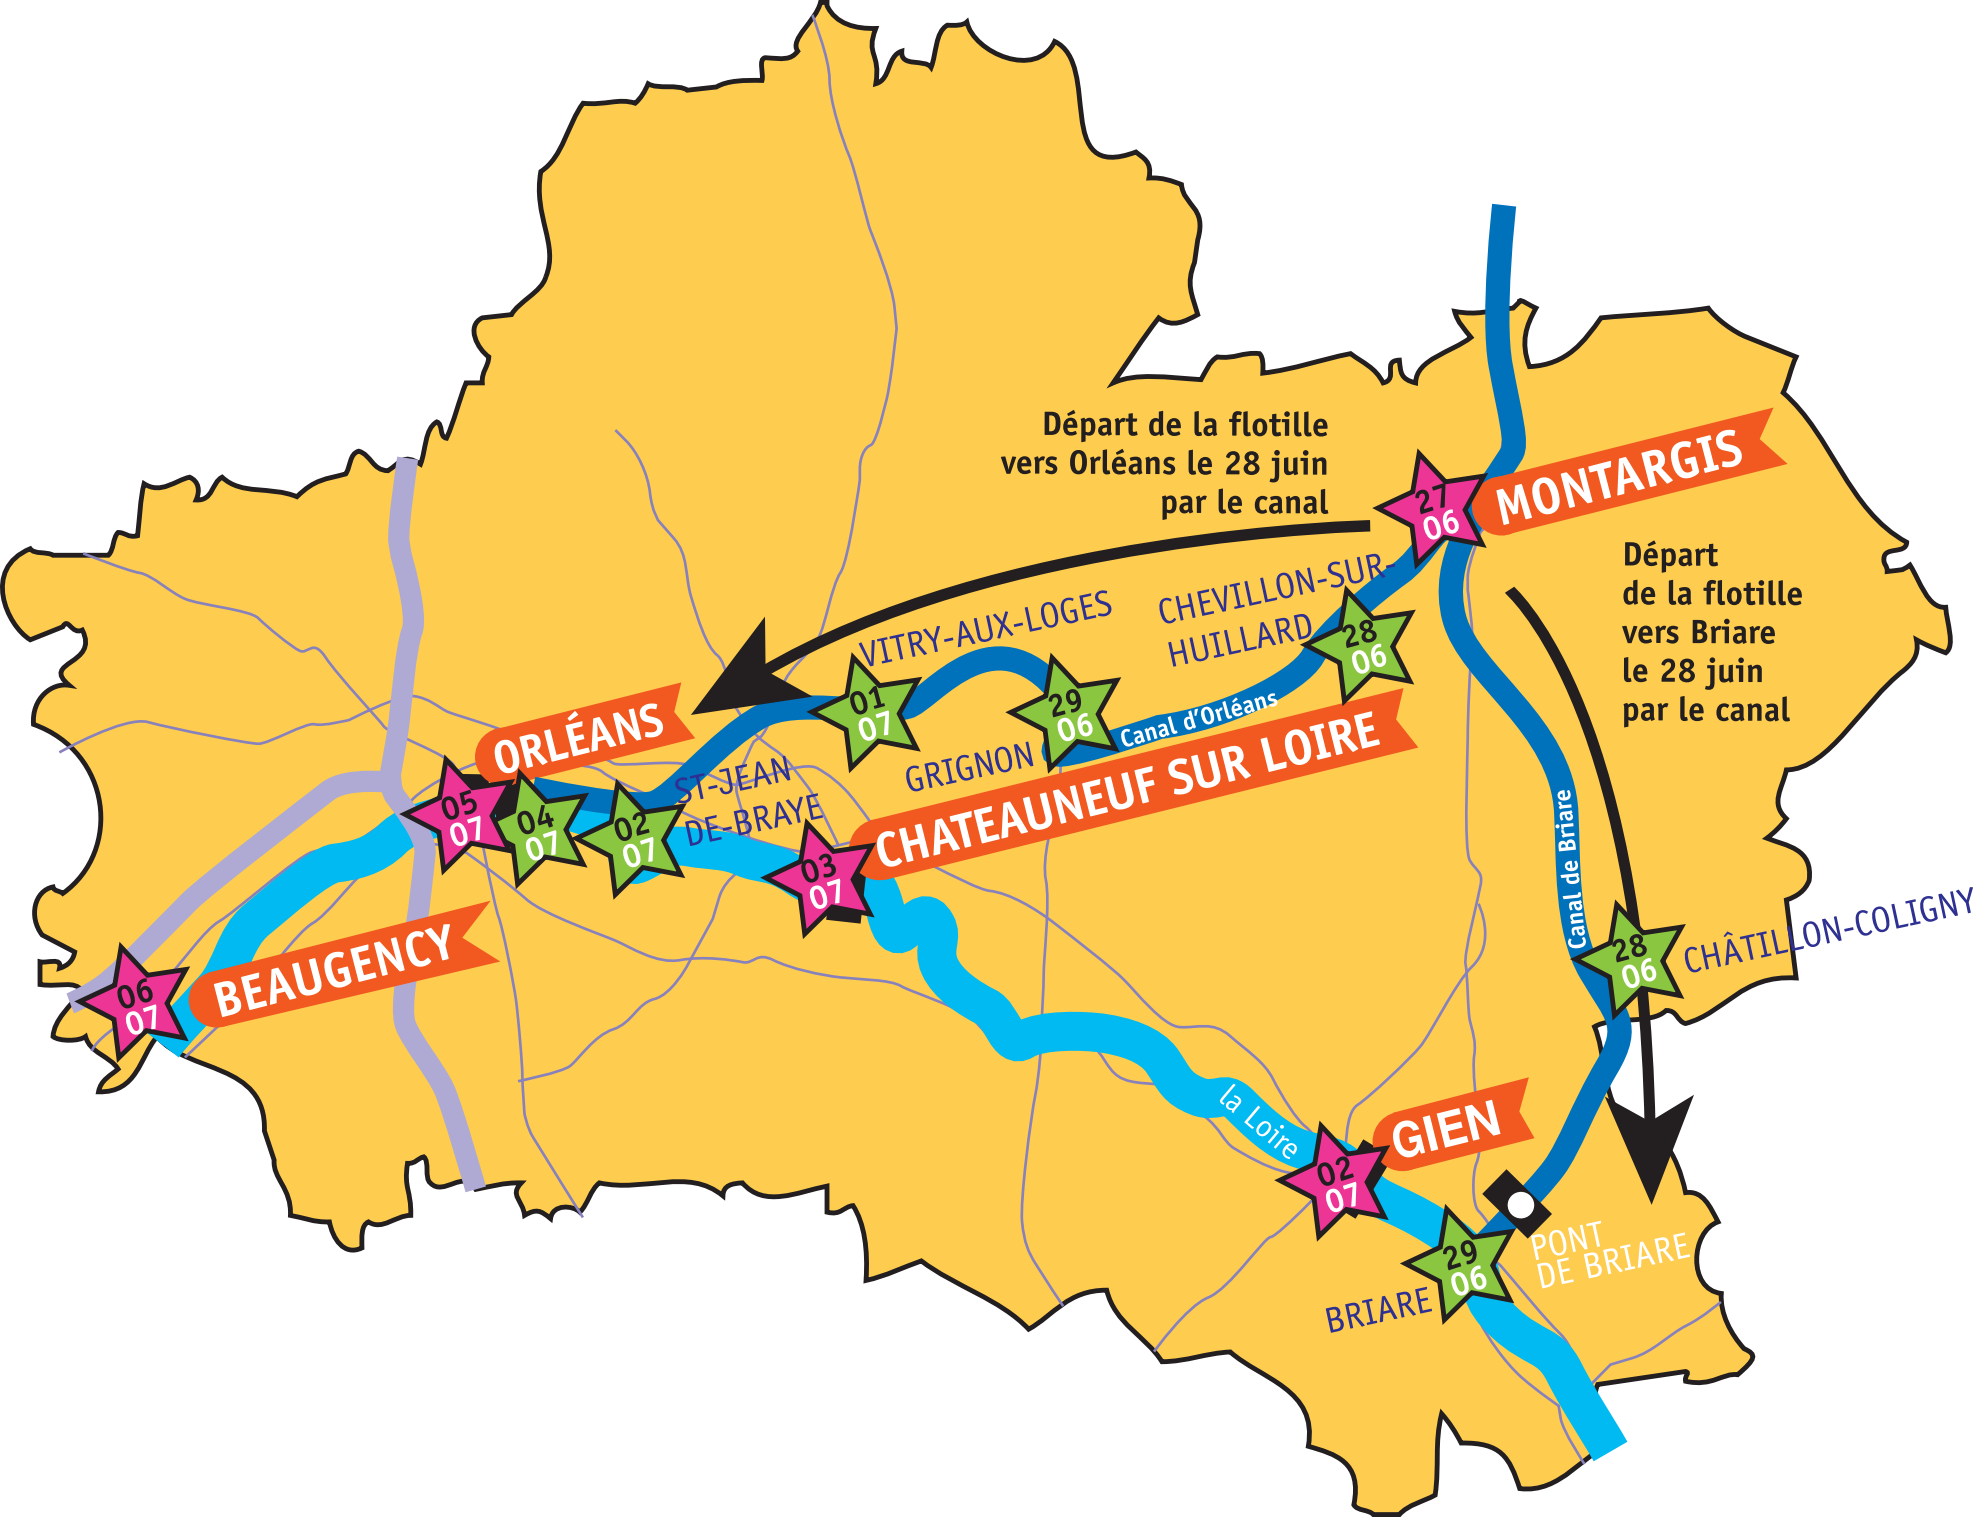 Départ de la flotille
vers Orléans le 28 juin
par le canal
MONTARGIS
27
06
Départ
de la flotille
vers Briare
le 28 juin
par le canal
CHEVILLON-SUR-
HUILLARD
28
06
VITRY-AUX-LOGES
01
07
29
06
GRIGNON
Canal d'Orléans
ORLÉANS
05
07
04
07
02
07
ST-JEAN
DE-BRAYE
CHATEAUNEUF SUR LOIRE
03
07
BEAUGENCY
06
07
Canal de Briare
28
06
CHÂTILLON-COLIGNY
la Loire
GIEN
02
07
PONT
DE BRIARE
29
06
BRIARE